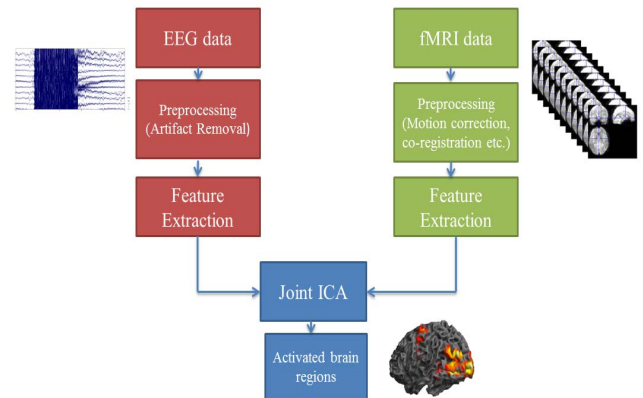 EEG data
fMRI data
Preprocessing
(Artifact Removal)
Preprocessing
(Motion correction,
co-registration etc.)
Feature
Extraction
Feature
Extraction
Joint ICA
Activated brain
regions